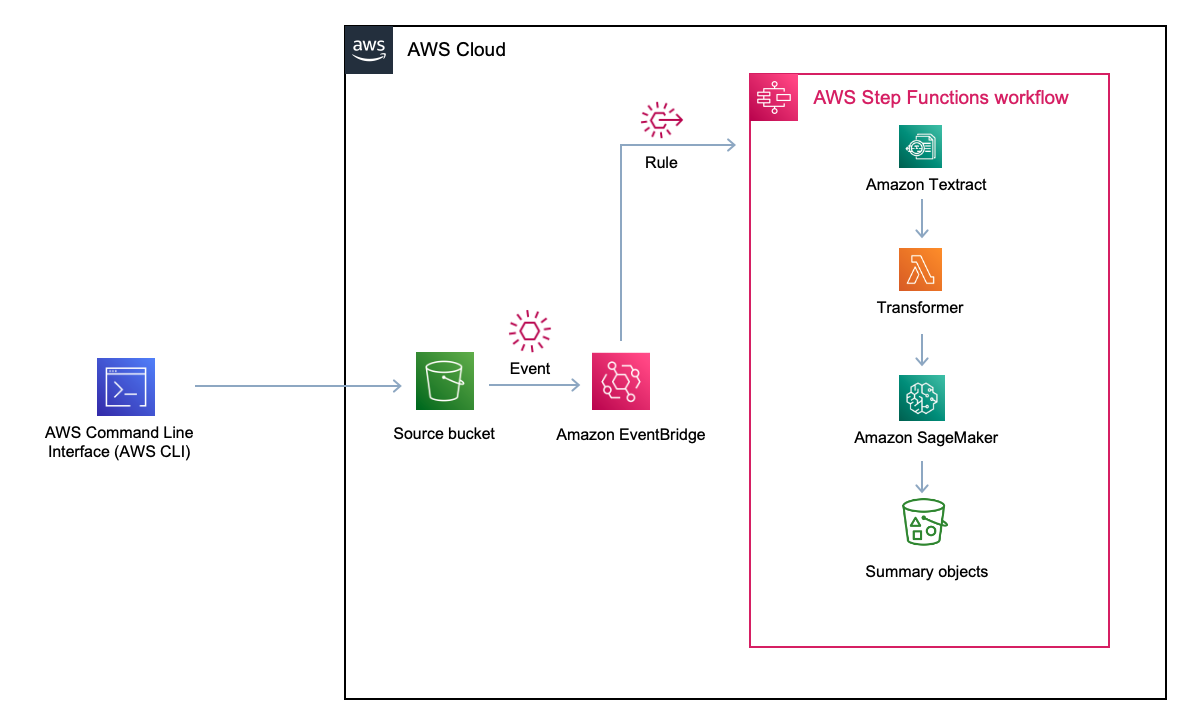 aws
AWS Cloud
AWS Step Functions workflow
Rule
Amazon Textract
Transformer
Event
AWS Command Line
Interface (AWS CLI)
Source bucket
Amazon EventBridge
Amazon SageMaker
Summary objects